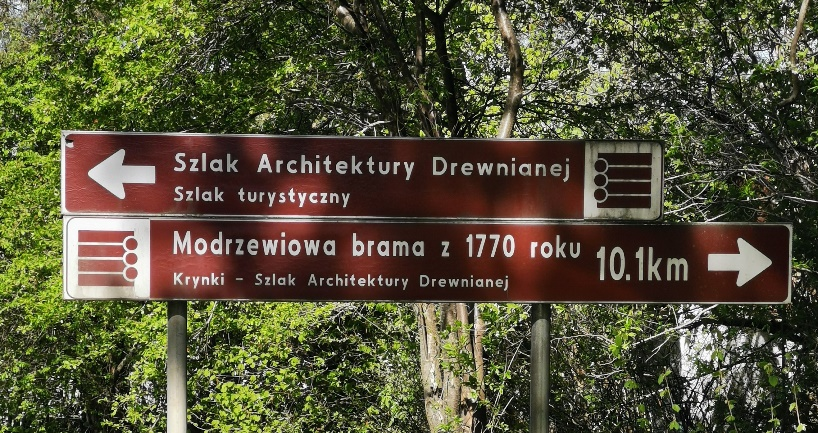 Szlak Architektury Drewnianej
Szlak turystyczny
Modrzewiowa brama z 1770 roku 10.1km
Krynki – Szlak Architektury Drewnianej